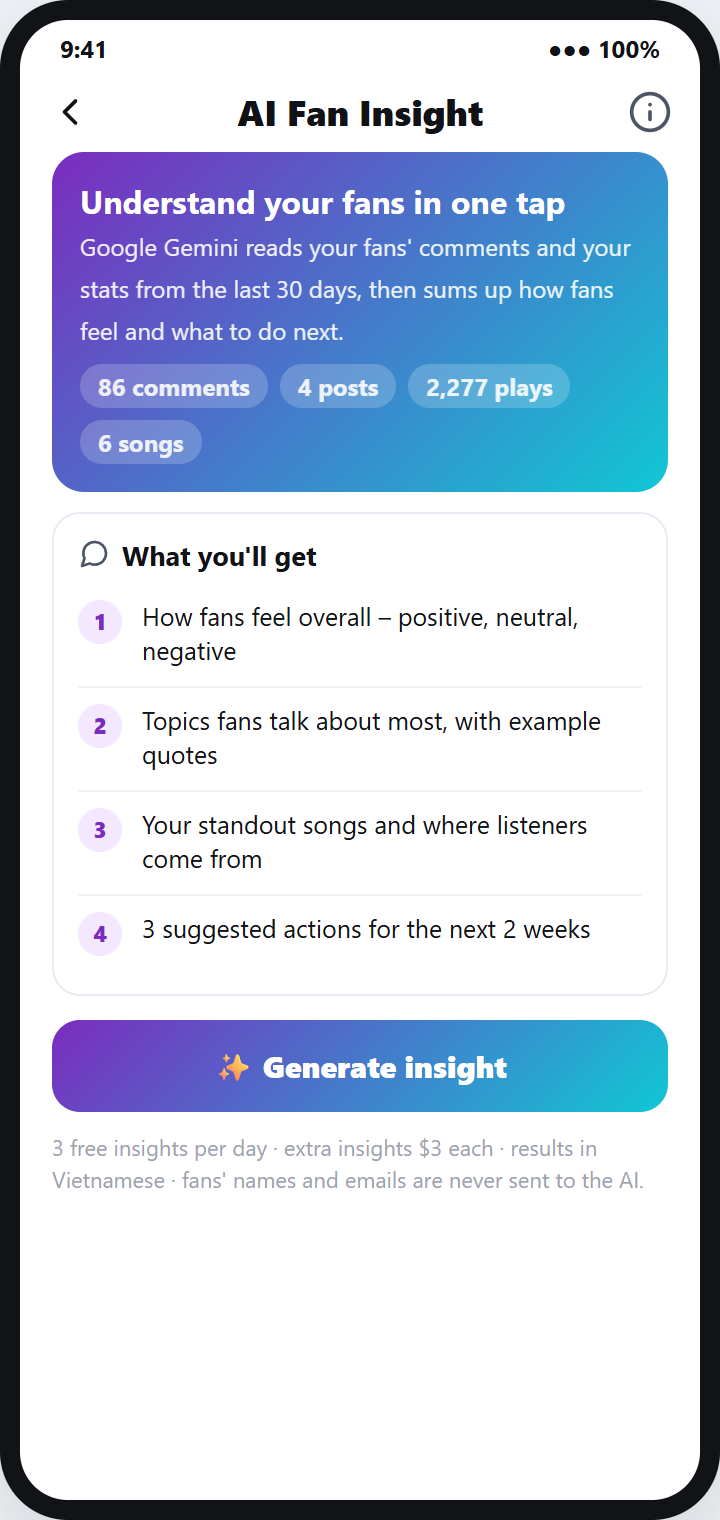 9:41
●●● 100%
AI Fan Insight
Understand your fans in one tap
Google Gemini reads your fans' comments and your
stats from the last 30 days, then sums up how fans
feel and what to do next.
86 comments
4 posts
2,277 plays
6 songs
What you'll get
1
How fans feel overall – positive, neutral,
negative
2
Topics fans talk about most, with example
quotes
3
Your standout songs and where listeners
come from
4
3 suggested actions for the next 2 weeks
✨ Generate insight
3 free insights per day · extra insights $3 each · results in
Vietnamese · fans' names and emails are never sent to the AI.